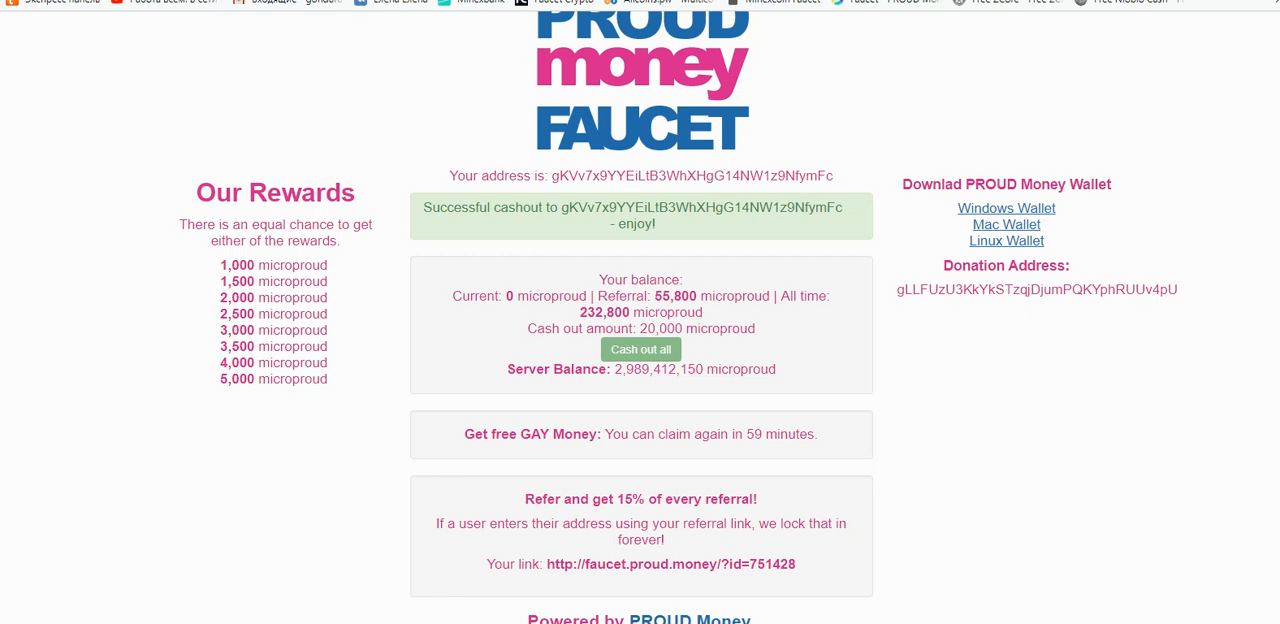 PROUD
money
FAUCET
Your address is: gKVv7x9YYEiLtB3WhXHgG14NW1z9NfymFc
Successful cashout to gKVv7x9YYEiLtB3WhXHgG14NW1z9NfymFc
- enjoy!
Our Rewards
There is an equal chance to get
either of the rewards.
1,000 microproud
1,500 microproud
2,000 microproud
2,500 microproud
3,000 microproud
3,500 microproud
4,000 microproud
5,000 microproud
Your balance:
Current: 0 microproud | Referral: 55,800 microproud | All time:
232,800 microproud
Cash out amount: 20,000 microproud
Cash out all
Server Balance: 2,989,412,150 microproud
Get free GAY Money: You can claim again in 59 minutes.
Refer and get 15% of every referral!
If a user enters their address using your referral link, we lock that in
forever!
Your link: http://faucet.proud.money/?id=751428
Powered by PROUD Money
Downlad PROUD Money Wallet
Windows Wallet
Mac Wallet
Linux Wallet
Donation Address:
gLLFUzU3KkYkSTzqjDjumPQKYphRUUv4pU